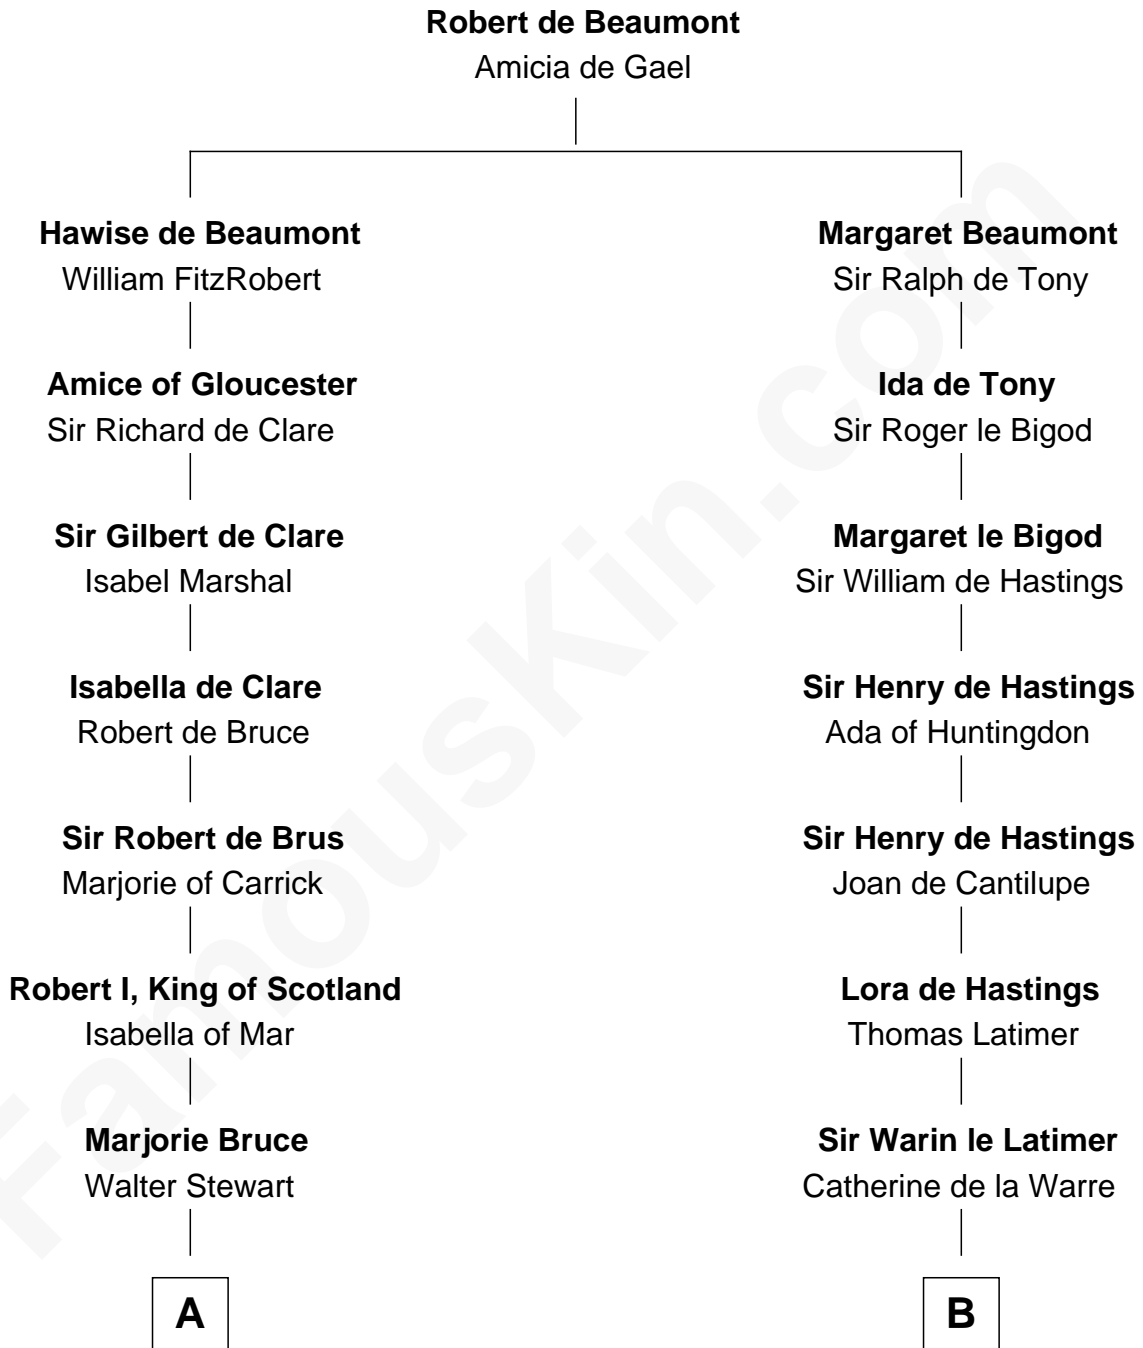 Robert de Beaumont
Amicia de Gael
Hawise de Beaumont
William FitzRobert
Margaret Beaumont
Sir Ralph de Tony
Amice of Gloucester
Sir Richard de Clare
Ida de Tony
Sir Roger le Bigod
Sir Gilbert de Clare
Isabel Marshal
Margaret le Bigod
Sir William de Hastings
Isabella de Clare
Robert de Bruce
Sir Henry de Hastings
Ada of Huntingdon
Sir Robert de Brus
Marjorie of Carrick
Sir Henry de Hastings
Joan de Cantilupe
Robert I, King of Scotland
Isabella of Mar
Lora de Hastings
Thomas Latimer
Marjorie Bruce
Walter Stewart
Sir Warin le Latimer
Catherine de la Warre
A
B
FamousKin.com